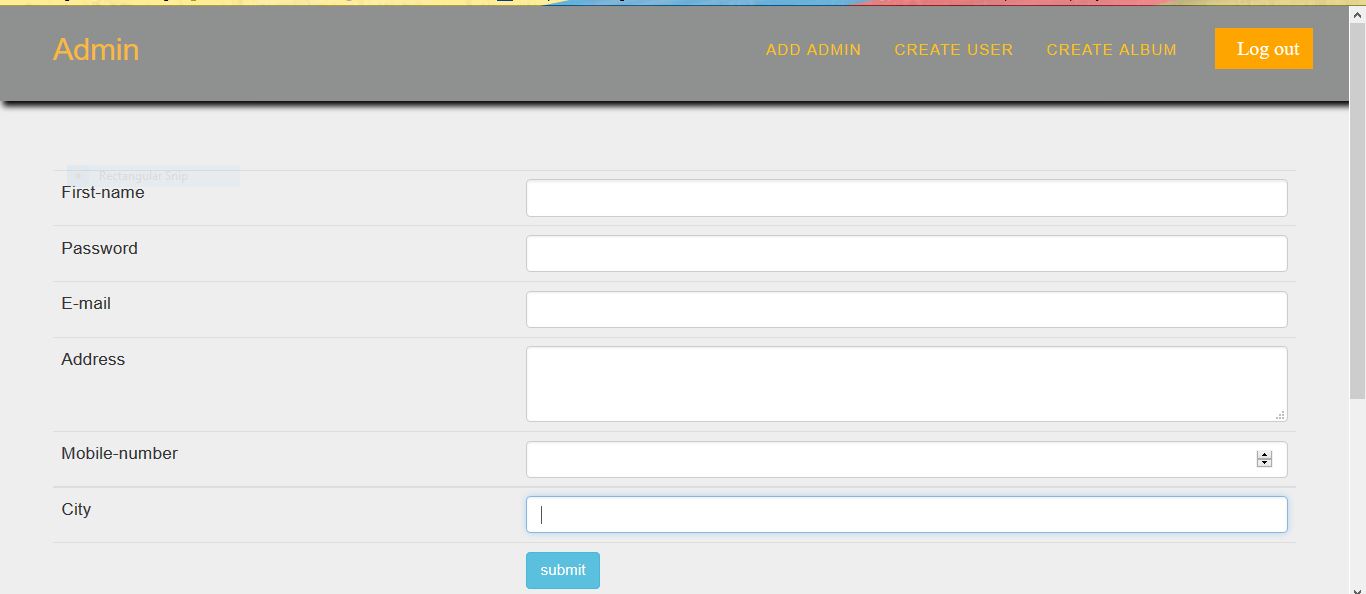 Admin
ADD ADMIN CREATE USER CREATE ALBUM Log out
Rectangular Snip
First-name
Password
E-mail
Address
Mobile-number
City
submit